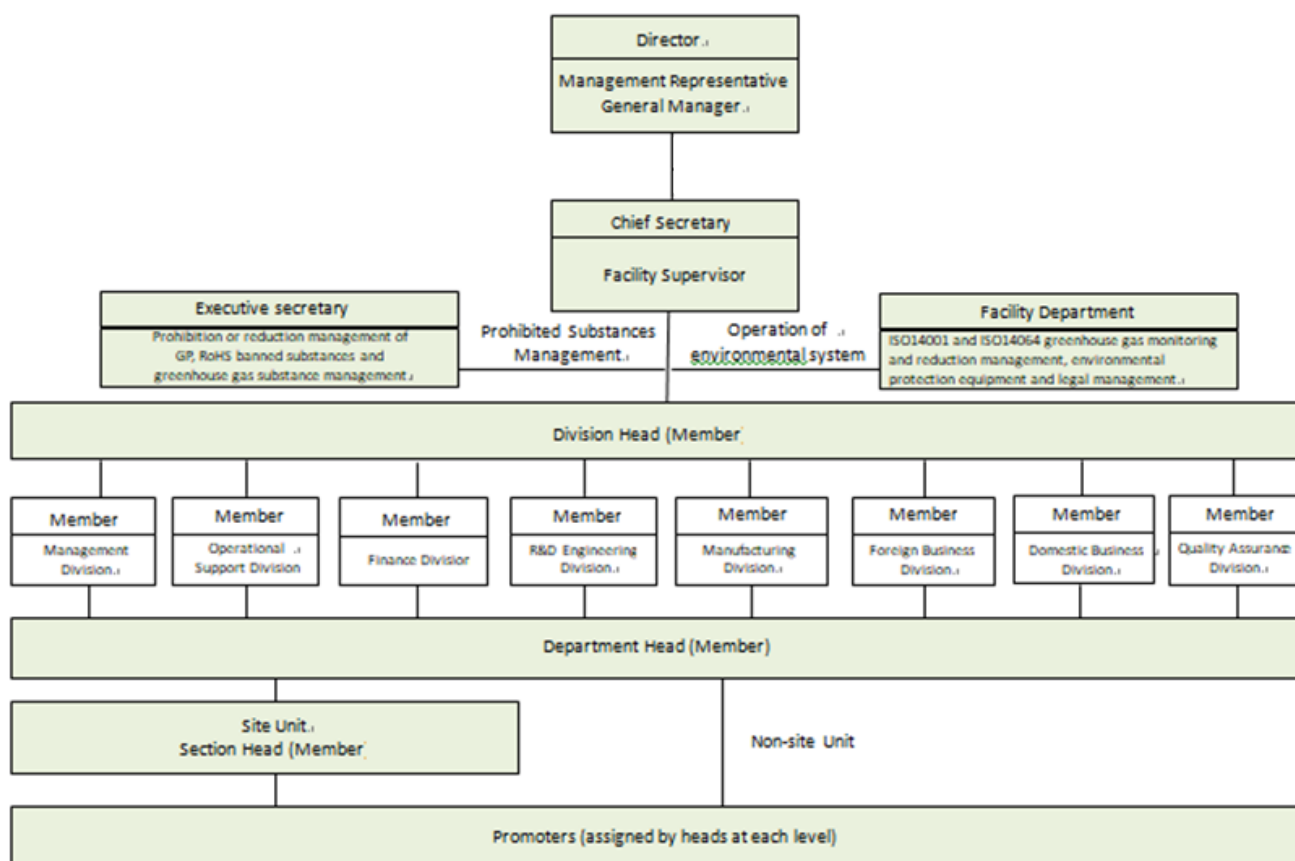 Director
Management Representative
General Manager
Chief Secretary
Facility Supervisor
Executive secretary
Prohibition or reduction management of
GP, RoHS banned substances and
greenhouse gas substance management
Prohibited Substances
Management
Operation of
environmental system
Facility Department
ISO14001 and ISO14064 greenhouse gas monitoring
and reduction management, environmental
protection equipment and legal management
Division Head (Member
Member
Management
Division
Member
Operational
Support Division
Member
Finance Division
Member
R&D Engineering
Division
Member
Manufacturing
Division
Member
Foreign Business
Division
Member
Domestic Business
Division
Member
Quality Assurance
Division
Department Head (Member)
Site Unit
Section Head (Member
Non-site Unit
Promoters (assigned by heads at each level)